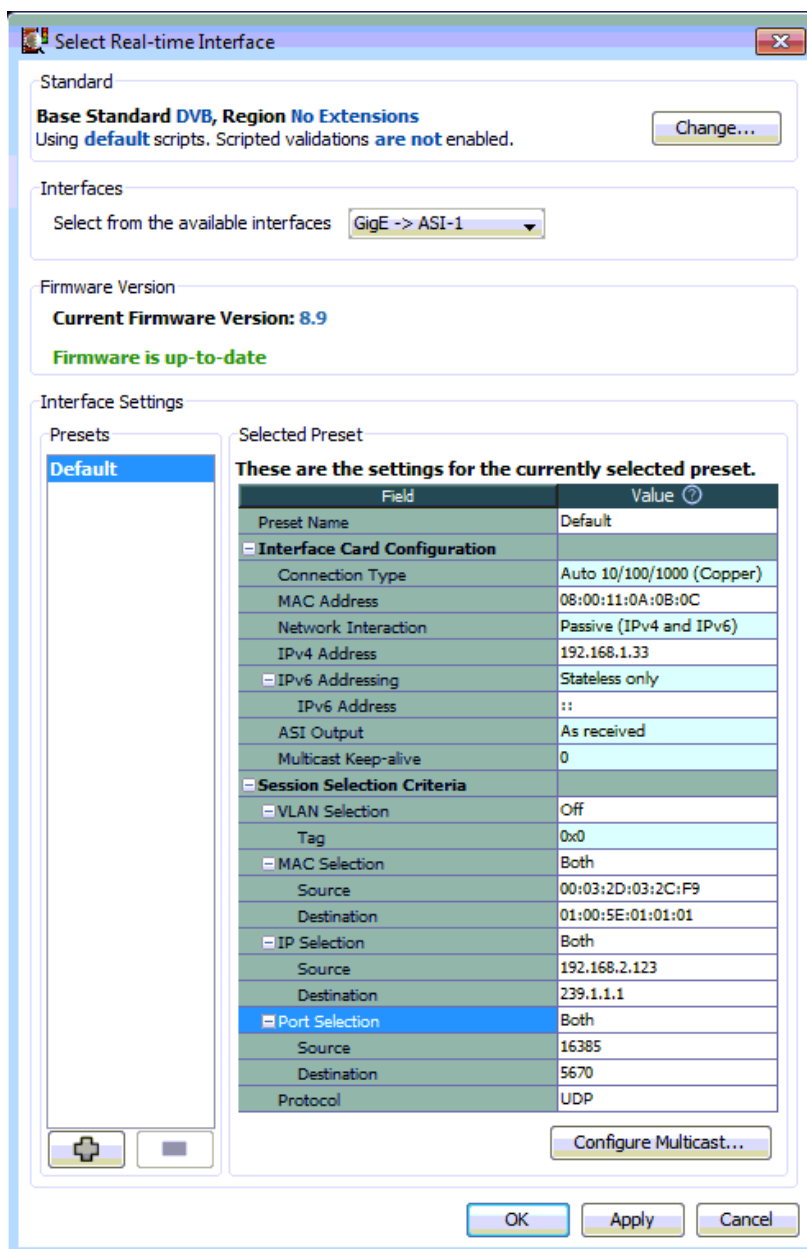 Select Real-time Interface
Standard
Base Standard DVB, Region No Extensions
Using default scripts. Scripted validations are not enabled.
Change...
Interfaces
Select from the available interfaces GigE -> ASI-1
Firmware Version
Current Firmware Version: 8.9
Firmware is up-to-date
Interface Settings
Presets
Default
Selected Preset
These are the settings for the currently selected preset.
Field Value ?
Preset Name Default
Interface Card Configuration
Connection Type Auto 10/100/1000 (Copper)
MAC Address 08:00:11:0A:0B:0C
Network Interaction Passive (IPv4 and IPv6)
IPv4 Address 192.168.1.33
IPv6 Addressing Stateless only
IPv6 Address ::
ASI Output As received
Multicast Keep-alive 0
Session Selection Criteria
VLAN Selection Off
Tag 0x0
MAC Selection Both
Source 00:03:2D:03:2C:F9
Destination 01:00:5E:01:01:01
IP Selection Both
Source 192.168.2.123
Destination 239.1.1.1
Port Selection Both
Source 16385
Destination 5670
Protocol UDP
Configure Multicast...
OK Apply Cancel